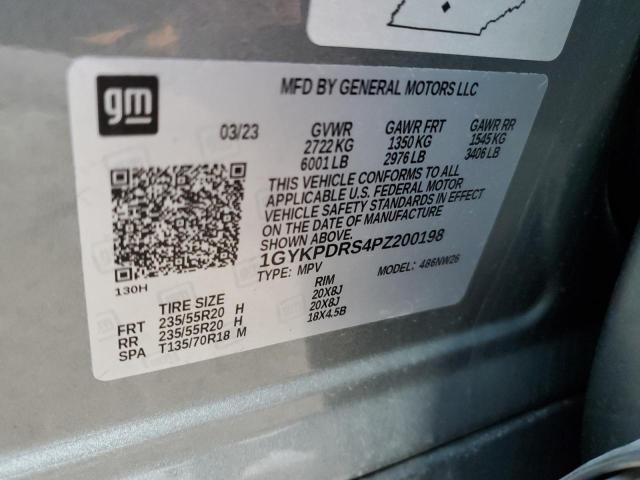 gm
MFD BY GENERAL MOTORS LLC
03/23 GVWR GAWR FRT GAWR RR
2722 KG 1350 KG 1545 KG
6001 LB 2976 LB 3406 LB
THIS VEHICLE CONFORMS TO ALL
APPLICABLE U.S. FEDERAL MOTOR
VEHICLE SAFETY STANDARDS IN EFFECT
ON THE DATE OF MANUFACTURE
SHOWN ABOVE.
1GYKPDRS4PZ200198
TYPE: MPV MODEL: 486NW26
130H
TIRE SIZE RIM
FRT 235/55R20 H 20X8J
RR 235/55R20 H 20X8J
SPA T135/70R18 M 18X4.5B